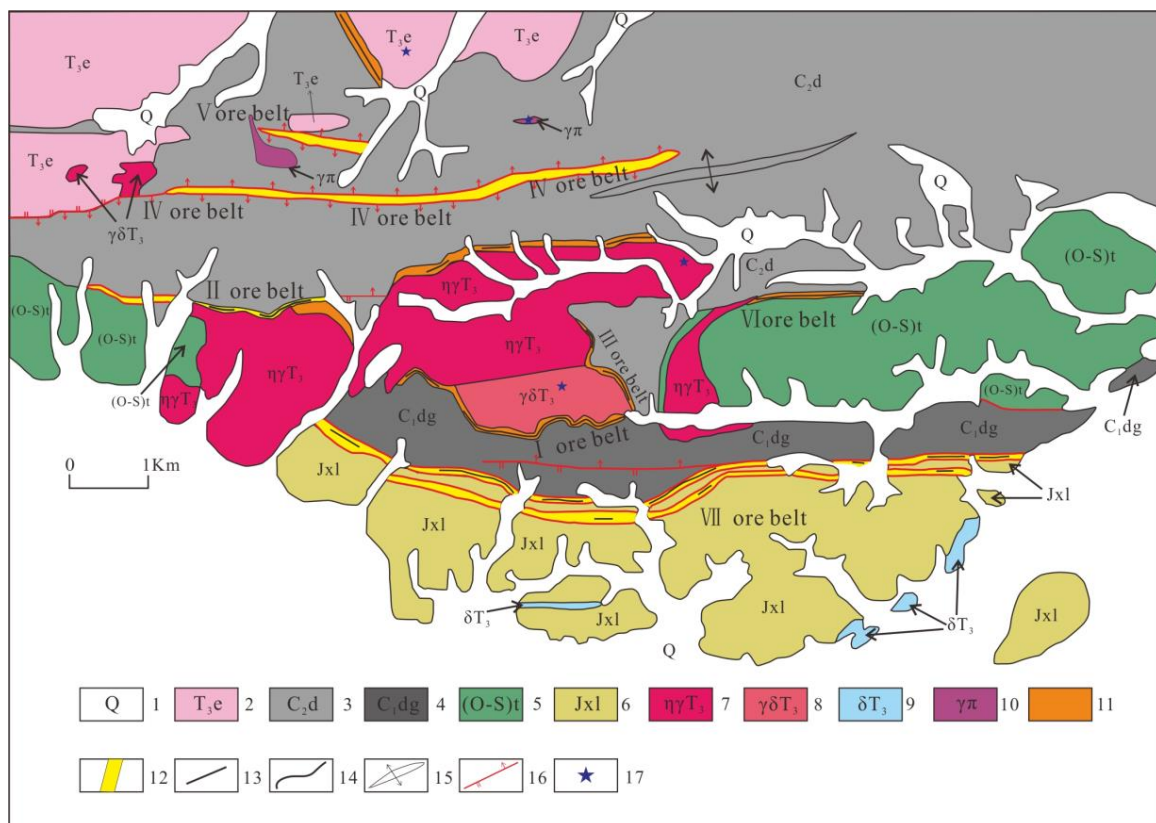 T₃e
T₃e
T₃e
C₂d
Q
T₃e
Q
Q
V ore belt
γπ
T₃e
γπ
IV ore belt
Q
IV ore belt
IV ore belt
γδT₃
Q
C₂d
(O-S)t
ηγT₃
II ore belt
(O-S)t
(O-S)t
VI ore belt
(O-S)t
III ore belt
ηγT₃
ηγT₃
ηγT₃
(O-S)t
ηγT₃
γδT₃
(O-S)t
C₁dg
C₁dg
C₁dg
C₁dg
I ore belt
0 1Km
Jxl
Jxl
VII ore belt
Jxl
Jxl
δT₃
Jxl
Jxl
δT₃
Jxl
Q
Q 1 T₃e 2 C₂d 3 C₁dg 4 (O-S)t 5 Jxl 6 ηγT₃ 7 γδT₃ 8 δT₃ 9 γπ 10 11
12 13 14 15 16 17